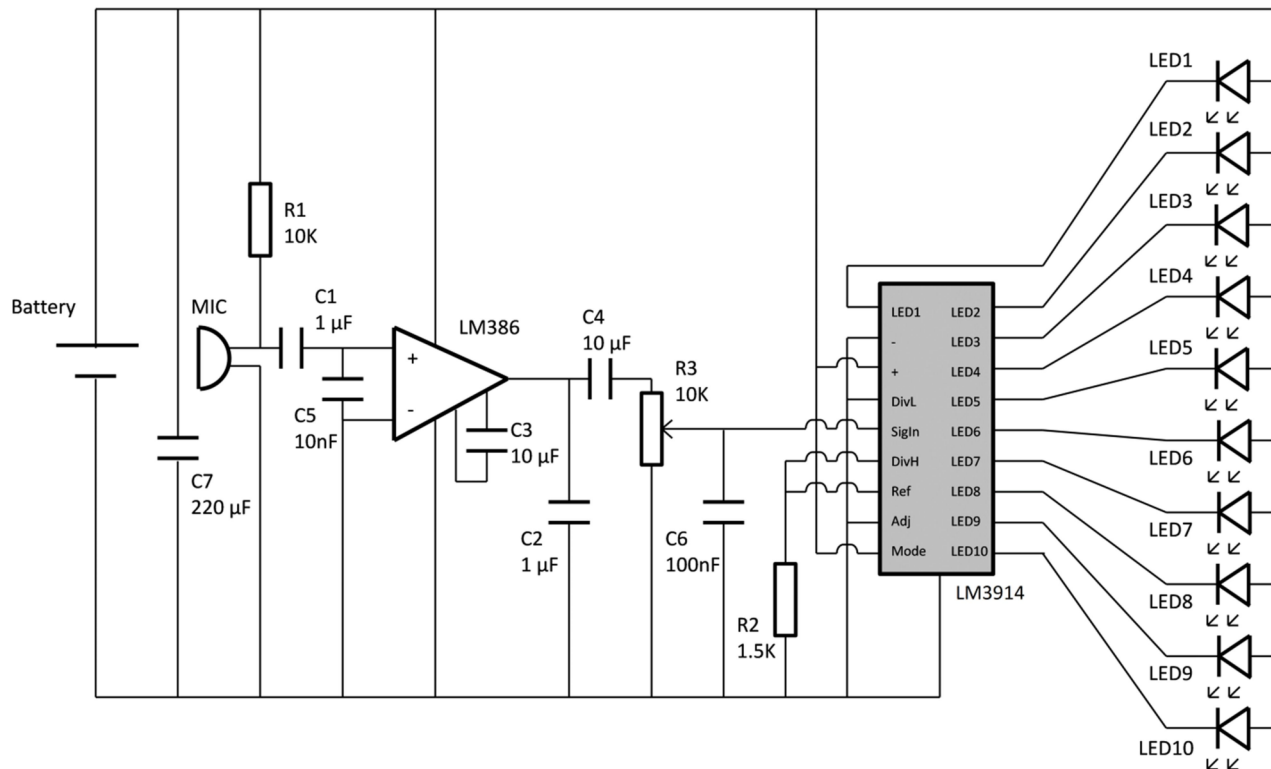 LED1
LED2
LED3
LED4
LED5
LED6
LED7
LED8
LED9
LED10
Battery
MIC
R1
10K
C1
1 µF
C5
10nF
C7
220 µF
+
-
LM386
C3
10 µF
C4
10 µF
C2
1 µF
R3
10K
C6
100nF
R2
1.5K
LED1 LED2
- LED3
+ LED4
DivL LED5
SigIn LED6
DivH LED7
Ref LED8
Adj LED9
Mode LED10
LM3914